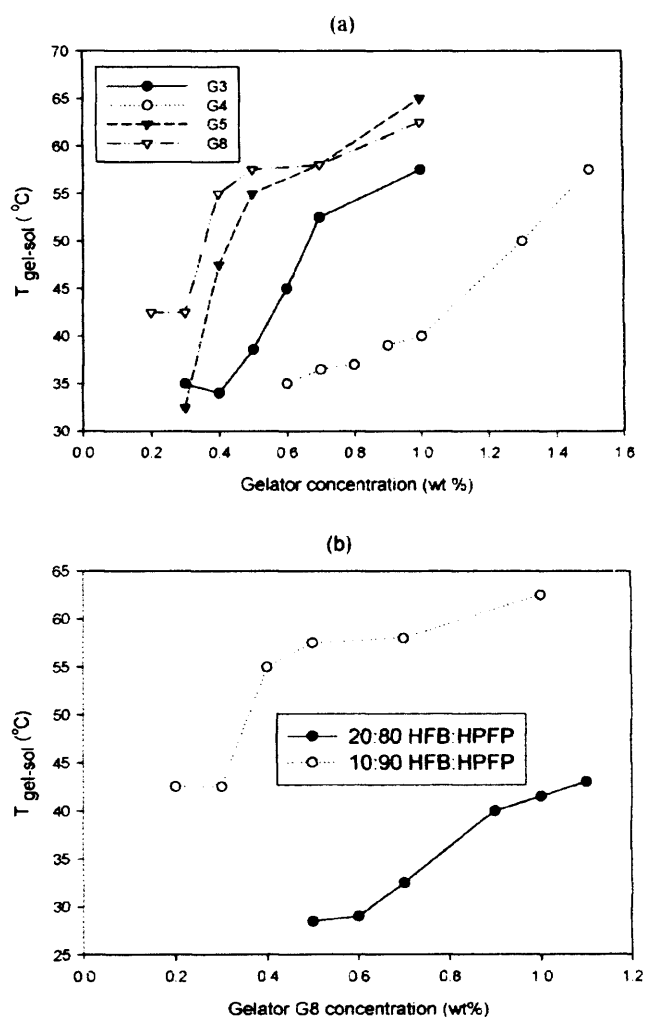 (a)
70
65
60
55
50
45
40
35
30
T gel-sol (°C)
G3
G4
G5
G8
0.0 0.2 0.4 0.6 0.8 1.0 1.2 1.4 1.6
Gelator concentration (wt %)
(b)
65
60
55
50
45
40
35
30
25
T gel-sol (°C)
20:80 HFB:HPFP
10:90 HFB:HPFP
0.0 0.2 0.4 0.6 0.8 1.0 1.2
Gelator G8 concentration (wt%)